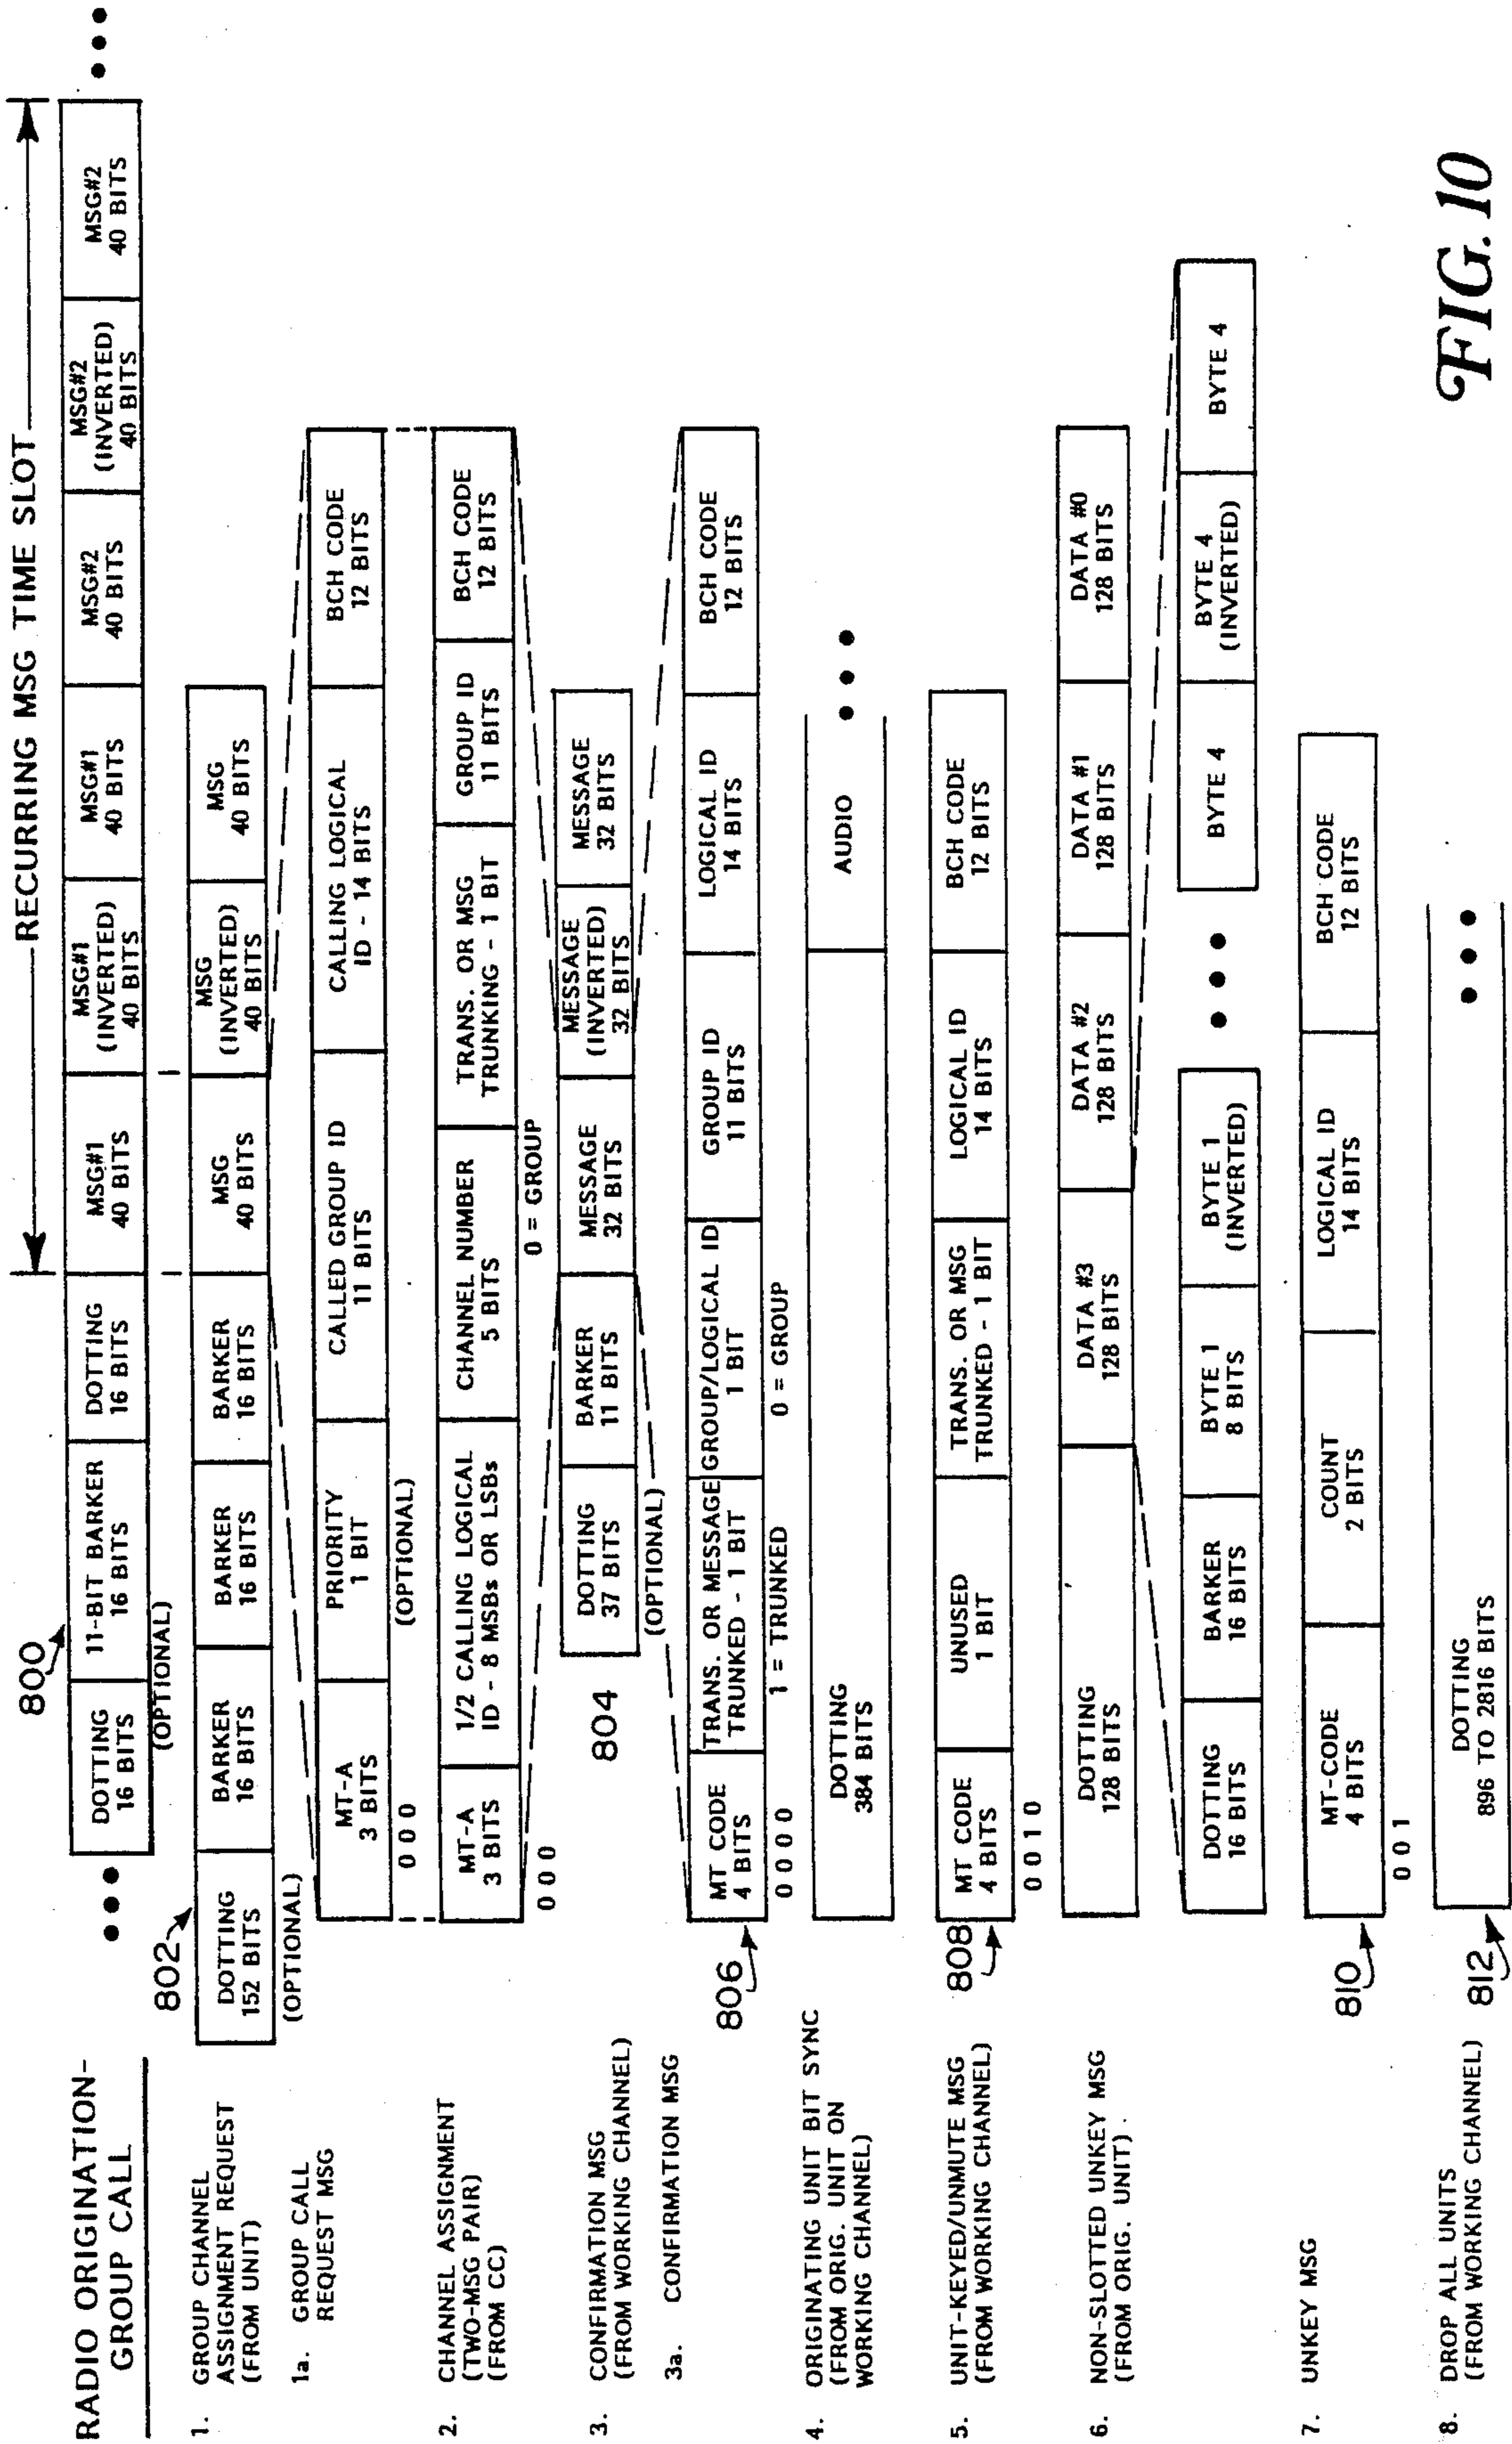 RADIO ORIGINATION-
GROUP CALL
RECURRING MSG TIME SLOT
800
DOTTING
16 BITS
11-BIT BARKER
16 BITS
DOTTING
16 BITS
MSG#1
40 BITS
MSG#1
(INVERTED)
40 BITS
MSG#1
40 BITS
MSG#2
40 BITS
MSG#2
(INVERTED)
40 BITS
MSG#2
40 BITS
(OPTIONAL)
1. GROUP CHANNEL
ASSIGNMENT REQUEST
(FROM UNIT)
802
DOTTING
152 BITS
BARKER
16 BITS
BARKER
16 BITS
BARKER
16 BITS
MSG
40 BITS
MSG
(INVERTED)
40 BITS
MSG
40 BITS
(OPTIONAL)
1a. GROUP CALL
REQUEST MSG
MT-A
3 BITS
PRIORITY
1 BIT
CALLED GROUP ID
11 BITS
CALLING LOGICAL
ID - 14 BITS
BCH CODE
12 BITS
0 0 0
(OPTIONAL)
2. CHANNEL ASSIGNMENT
(TWO-MSG PAIR)
(FROM CC)
MT-A
3 BITS
1/2 CALLING LOGICAL
ID - 8 MSBs OR LSBs
CHANNEL NUMBER
5 BITS
TRANS. OR MSG
TRUNKING - 1 BIT
GROUP ID
11 BITS
BCH CODE
12 BITS
0 0 0
0 = GROUP
3. CONFIRMATION MSG
(FROM WORKING CHANNEL)
804
DOTTING
37 BITS
BARKER
11 BITS
MESSAGE
32 BITS
MESSAGE
(INVERTED)
32 BITS
MESSAGE
32 BITS
(OPTIONAL)
3a. CONFIRMATION MSG
806
MT CODE
4 BITS
TRANS. OR MESSAGE
TRUNKED - 1 BIT
GROUP/LOGICAL ID
1 BIT
GROUP ID
11 BITS
LOGICAL ID
14 BITS
BCH CODE
12 BITS
0 0 0 0
1 = TRUNKED
0 = GROUP
4. ORIGINATING UNIT BIT SYNC
(FROM ORIG. UNIT ON
WORKING CHANNEL)
DOTTING
384 BITS
AUDIO
5. UNIT-KEYED/UNMUTE MSG
(FROM WORKING CHANNEL)
808
MT CODE
4 BITS
UNUSED
1 BIT
TRANS. OR MSG
TRUNKED - 1 BIT
LOGICAL ID
14 BITS
BCH CODE
12 BITS
0 0 1 0
6. NON-SLOTTED UNKEY MSG
(FROM ORIG. UNIT)
DOTTING
128 BITS
DATA #3
128 BITS
DATA #2
128 BITS
DATA #1
128 BITS
DATA #0
128 BITS
DOTTING
16 BITS
BARKER
16 BITS
BYTE 1
8 BITS
BYTE 1
(INVERTED)
BYTE 4
BYTE 4
(INVERTED)
BYTE 4
7. UNKEY MSG
810
MT-CODE
4 BITS
COUNT
2 BITS
LOGICAL ID
14 BITS
BCH CODE
12 BITS
0 0 1
8. DROP ALL UNITS
(FROM WORKING CHANNEL)
812
DOTTING
896 TO 2816 BITS
FIG. 10